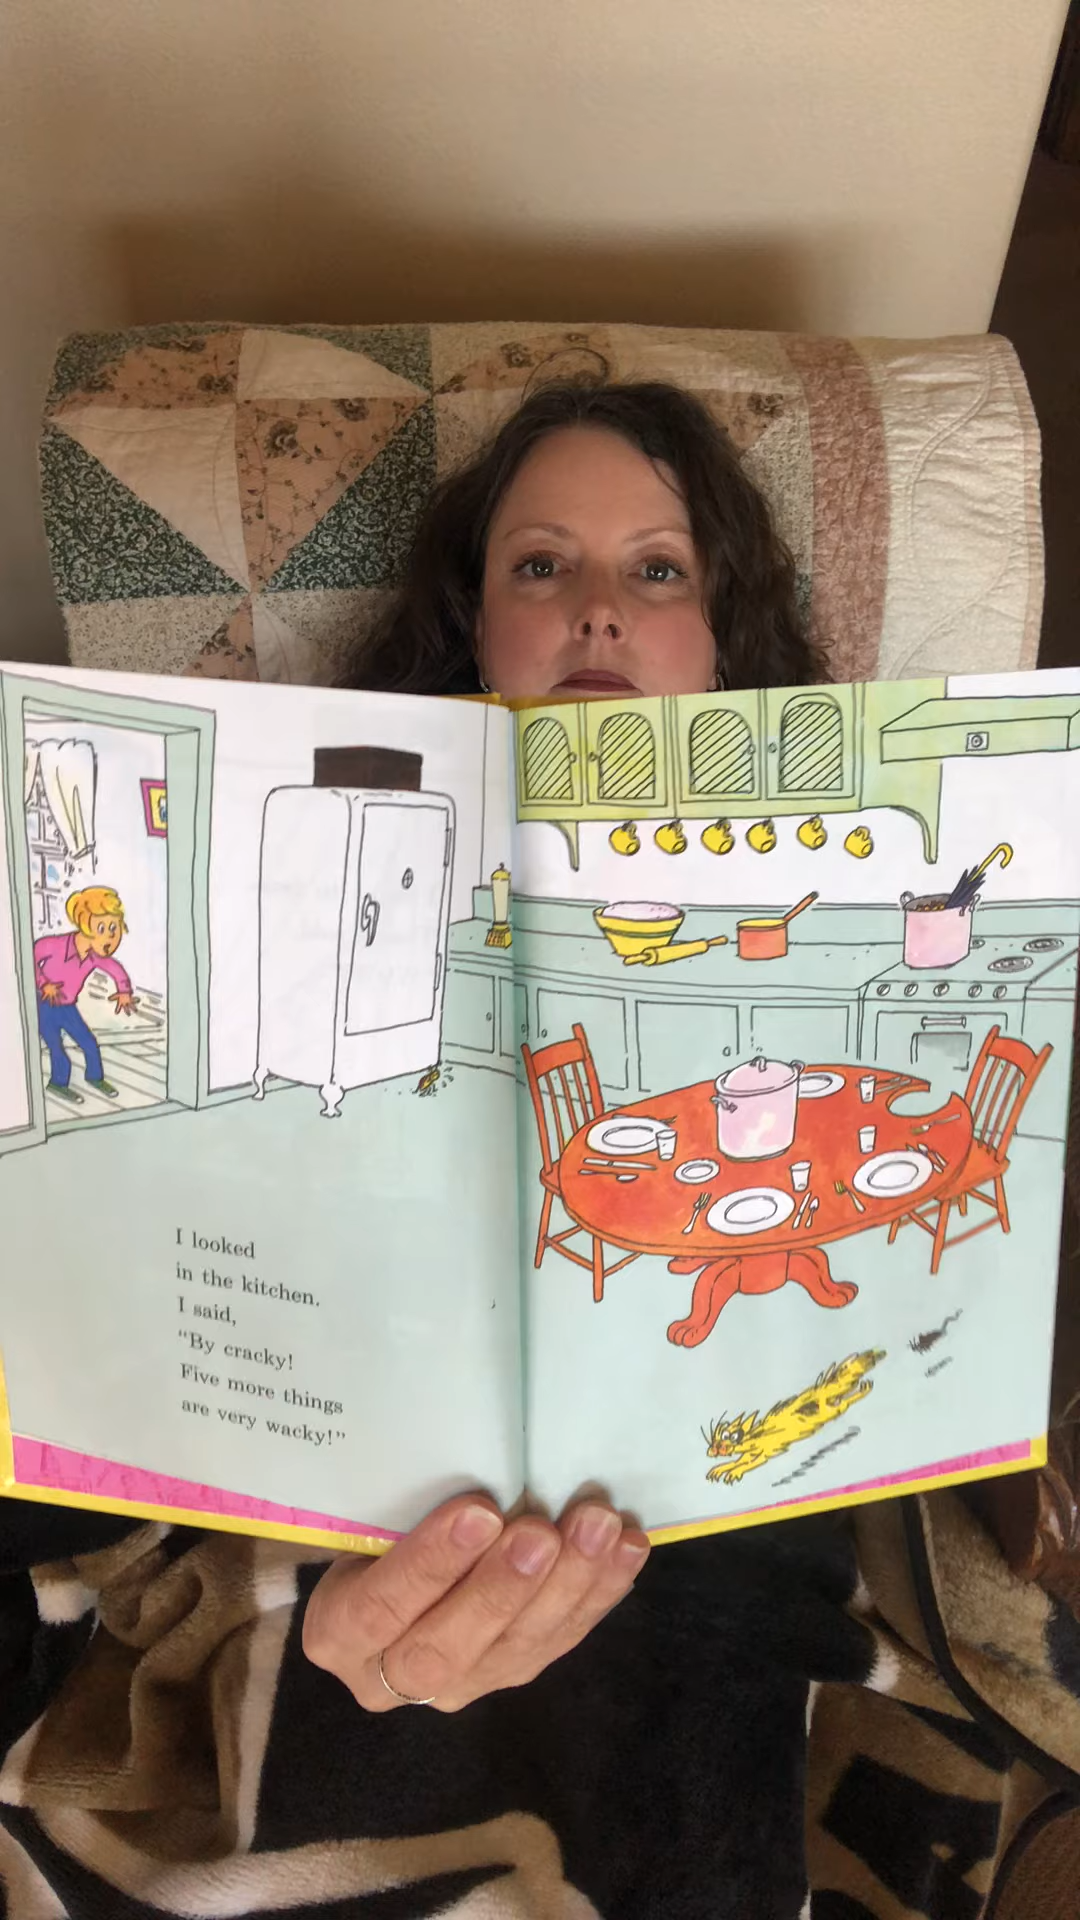 I looked
in the kitchen.
I said,
“By cracky!
Five more things
are very wacky!”